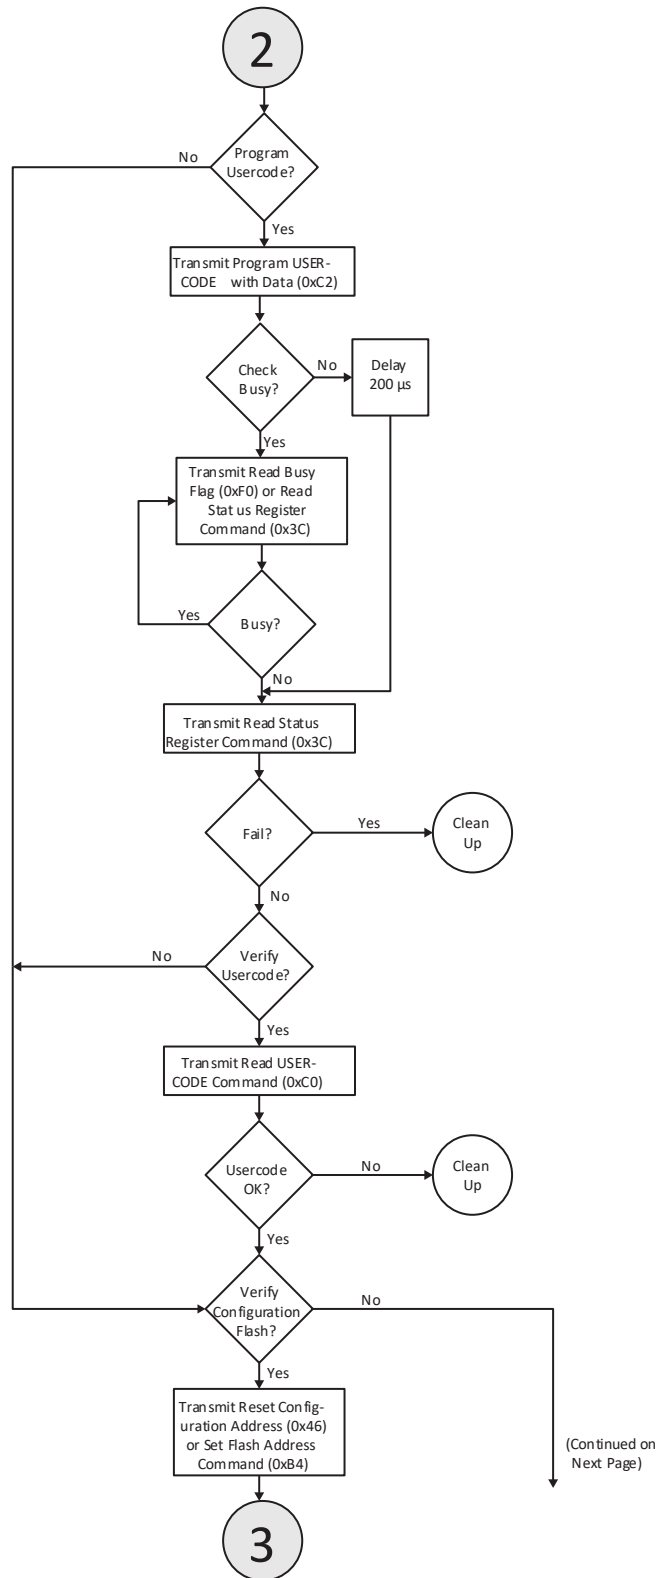 2
Program
Usercode?
No
Yes
Transmit Program USER-
CODE with Data (0xC2)
Check
Busy?
No
Delay
200 µs
Yes
Transmit Read Busy
Flag (0xF0) or Read
Status Register
Command (0x3C)
Yes
Busy?
No
Transmit Read Status
Register Command (0x3C)
Fail?
Yes
Clean
Up
No
Verify
Usercode?
No
Yes
Transmit Read USER-
CODE Command (0xC0)
Usercode
OK?
No
Clean
Up
Yes
Verify
Configuration
Flash?
No
Yes
Transmit Reset Config-
uration Address (0x46)
or Set Flash Address
Command (0xB4)
(Continued on
Next Page)
3